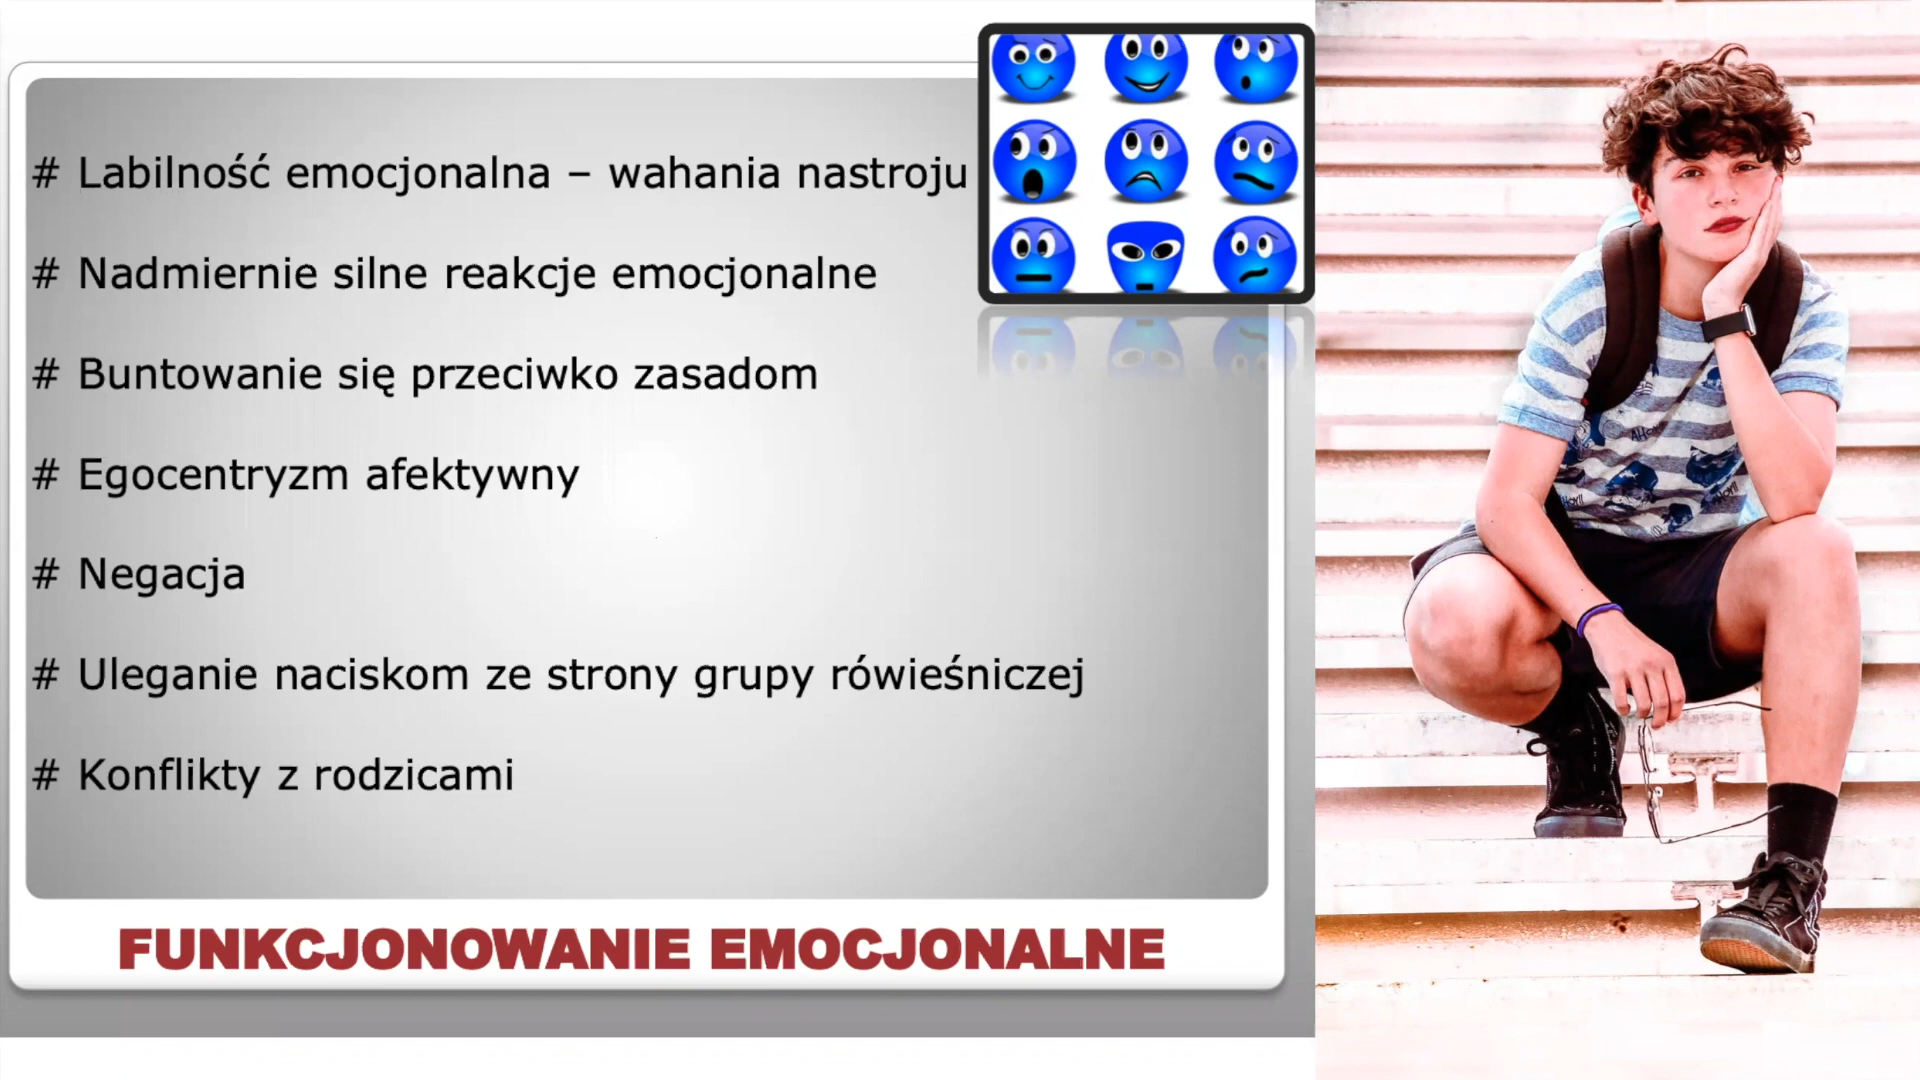 # Labilność emocjonalna – wahania nastroju
# Nadmiernie silne reakcje emocjonalne
# Buntowanie się przeciwko zasadom
# Egocentryzm afektywny
# Negacja
# Uleganie naciskom ze strony grupy rówieśniczej
# Konflikty z rodzicami
FUNKCJONOWANIE EMOCJONALNE